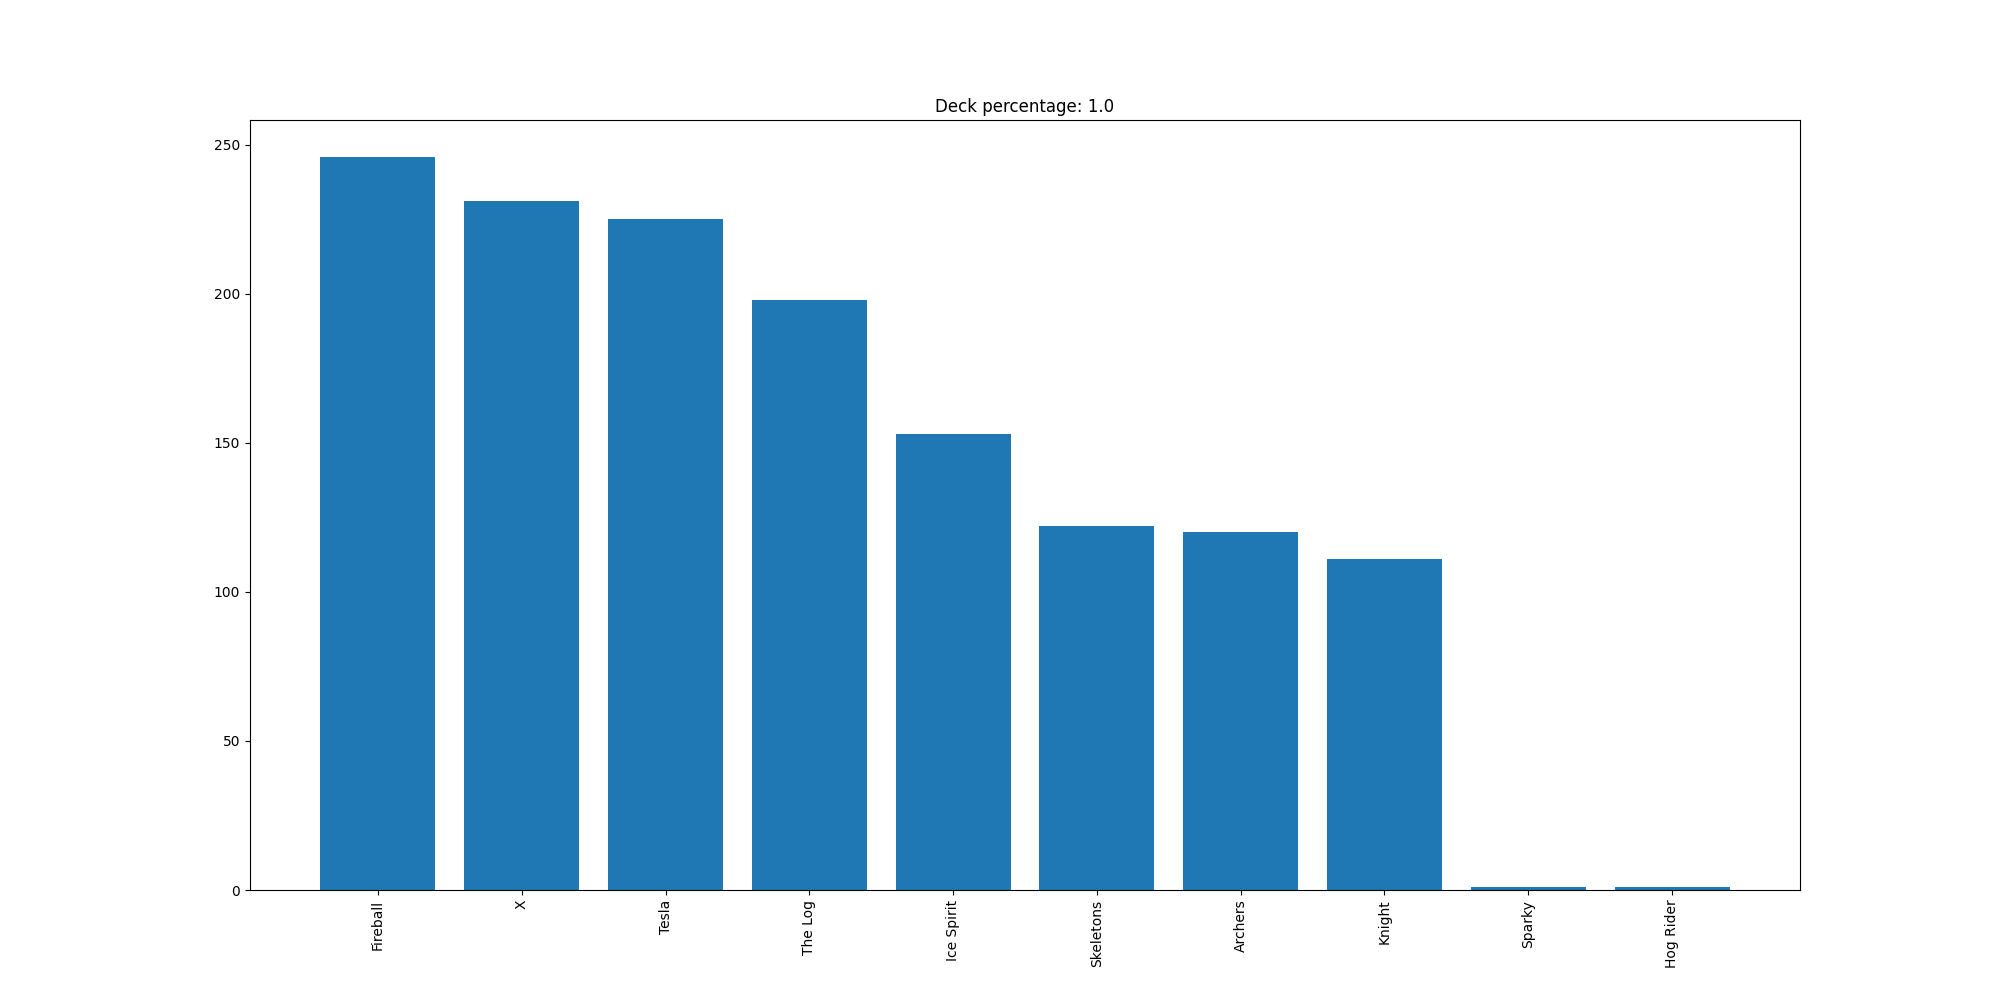 Deck percentage: 1.0
250
200
150
100
50
0
Fireball
X
Tesla
The Log
Ice Spirit
Skeletons
Archers
Knight
Sparky
Hog Rider